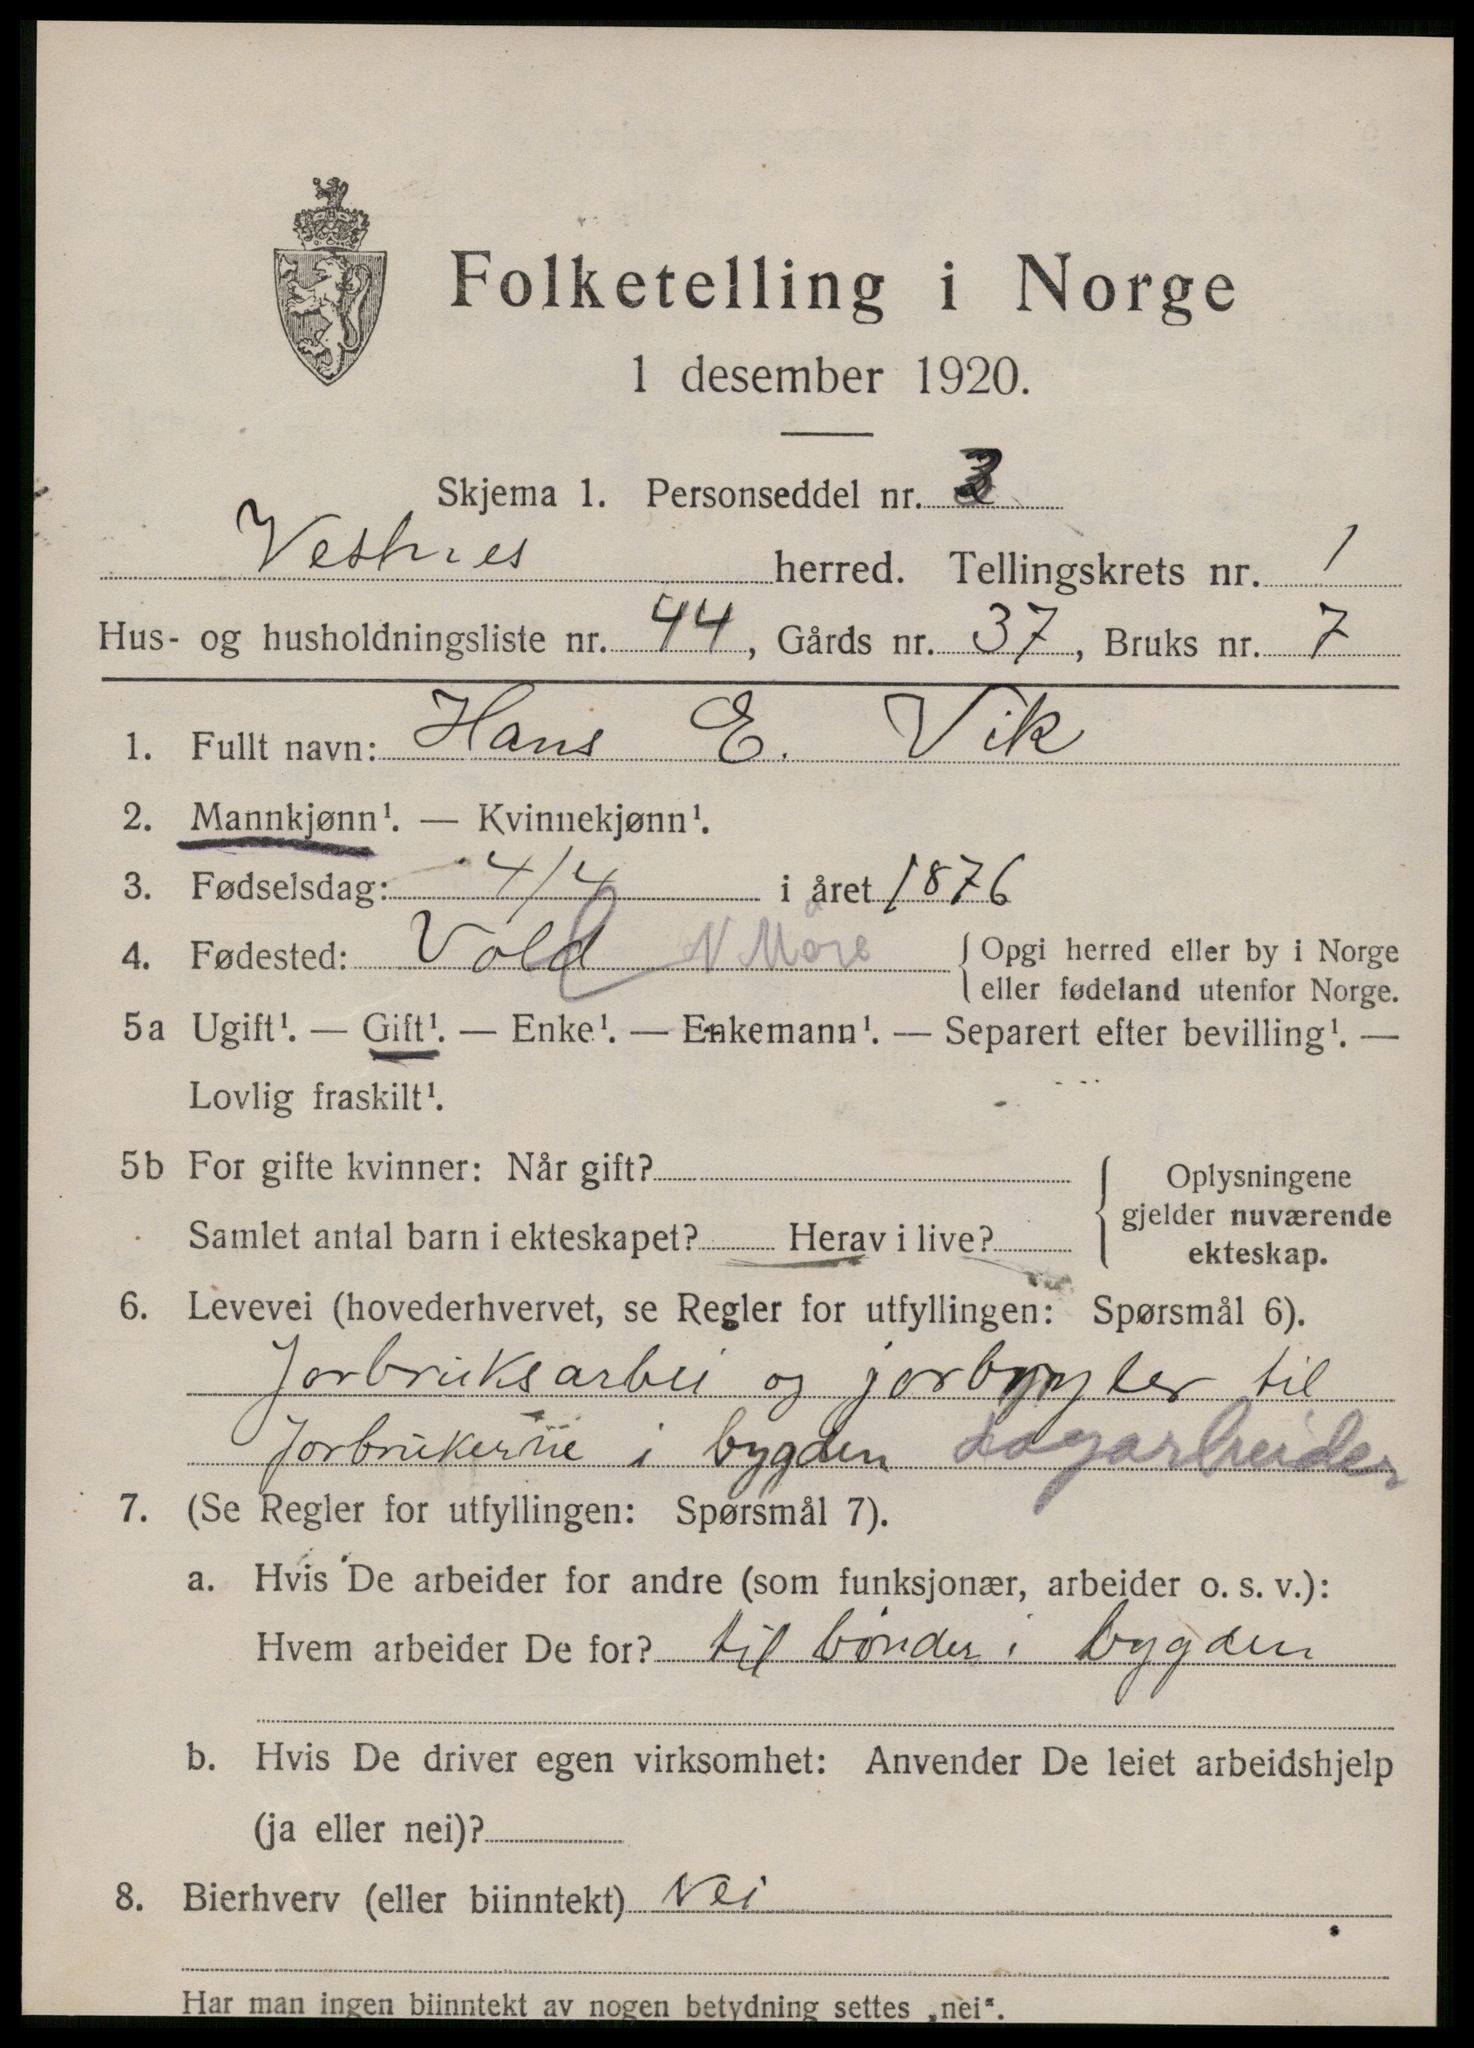 Folketelling i Norge
1 desember 1920.
Skjema 1. Personseddel nr. 3
Vestnes herred. Tellingskrets nr. 1
Hus- og husholdningsliste nr. 44, Gårds nr. 37, Bruks nr. 7
1. Fullt navn: Hans E. Vik
2. Mannkjønn¹. — Kvinnekjønn¹.
3. Fødselsdag: 4/4 i året 1876
4. Fødested: Vold N Möre { Opgi herred eller by i Norge
eller fødeland utenfor Norge.
5a Ugift¹. — Gift¹. — Enke¹. — Enkemann¹. — Separert efter bevilling¹. —
Lovlig fraskilt¹.
5b For gifte kvinner: Når gift?
Samlet antal barn i ekteskapet? Herav i live?
{ Oplysningene
gjelder nuværende
ekteskap.
6. Levevei (hovederhvervet, se Regler for utfyllingen: Spørsmål 6).
Jorbruksarbei og til
Jorbrukerne i bygden Dagarbeider
7. (Se Regler for utfyllingen: Spørsmål 7).
a. Hvis De arbeider for andre (som funksjonær, arbeider o. s. v.):
Hvem arbeider De for? til bönder i bygden
b. Hvis De driver egen virksomhet: Anvender De leiet arbeidshjelp
(ja eller nei)?
8. Bierhverv (eller biinntekt) Nei
Har man ingen biinntekt av nogen betydning settes „nei“.